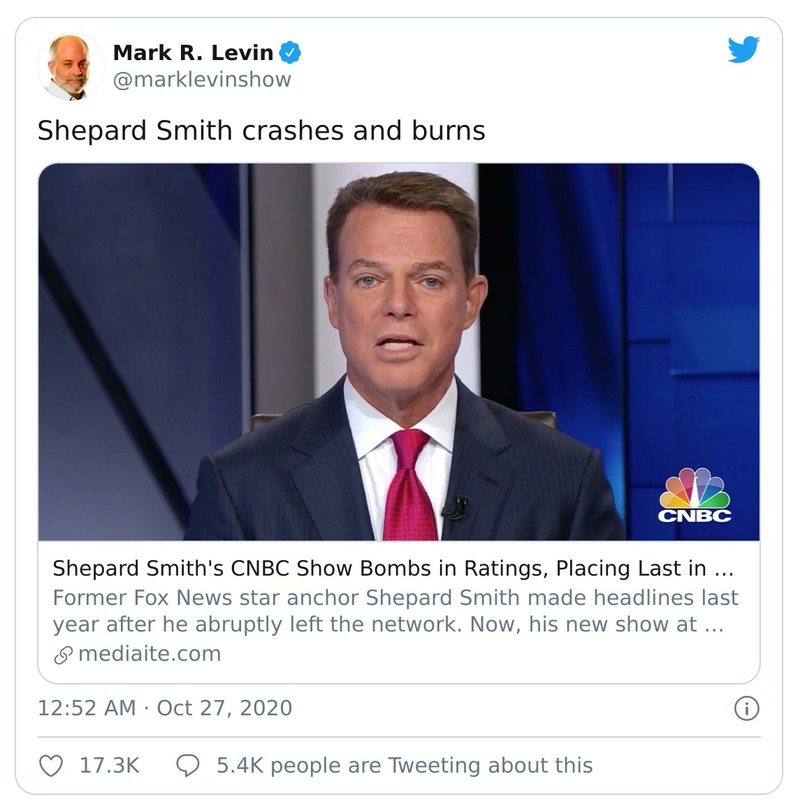 Mark R. Levin
@marklevinshow
Shepard Smith crashes and burns
CNBC
Shepard Smith's CNBC Show Bombs in Ratings, Placing Last in ...
Former Fox News star anchor Shepard Smith made headlines last
year after he abruptly left the network. Now, his new show at ...
mediaite.com
12:52 AM · Oct 27, 2020
17.3K 5.4K people are Tweeting about this